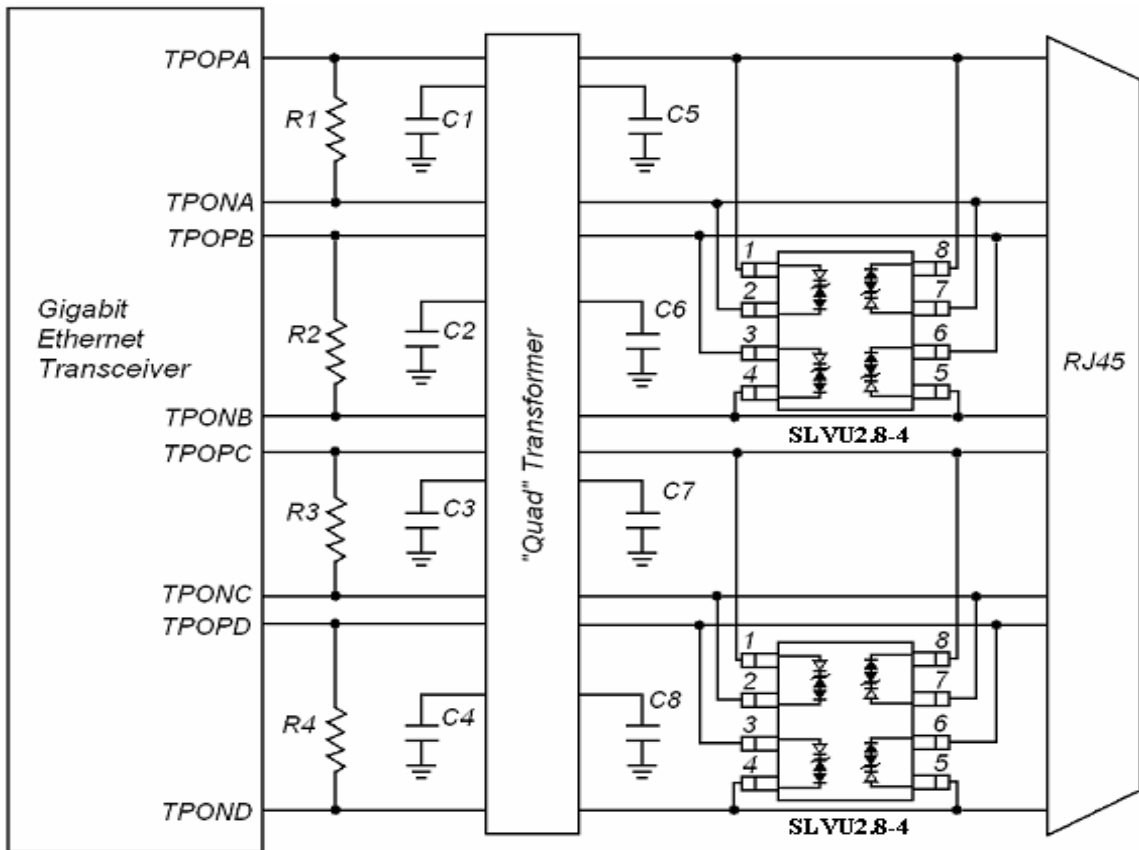 TPOPA
R1
C1
C5
TPONA
TPOPB
1
8
2
7
Gigabit
Ethernet
Transceiver
R2
C2
C6
3
6
4
5
RJ45
TPONB
SLVU2.8-4
TPOPC
"Quad" Transformer
R3
C3
C7
TPONC
TPOPD
1
8
2
7
R4
C4
C8
3
6
4
5
TPOND
SLVU2.8-4